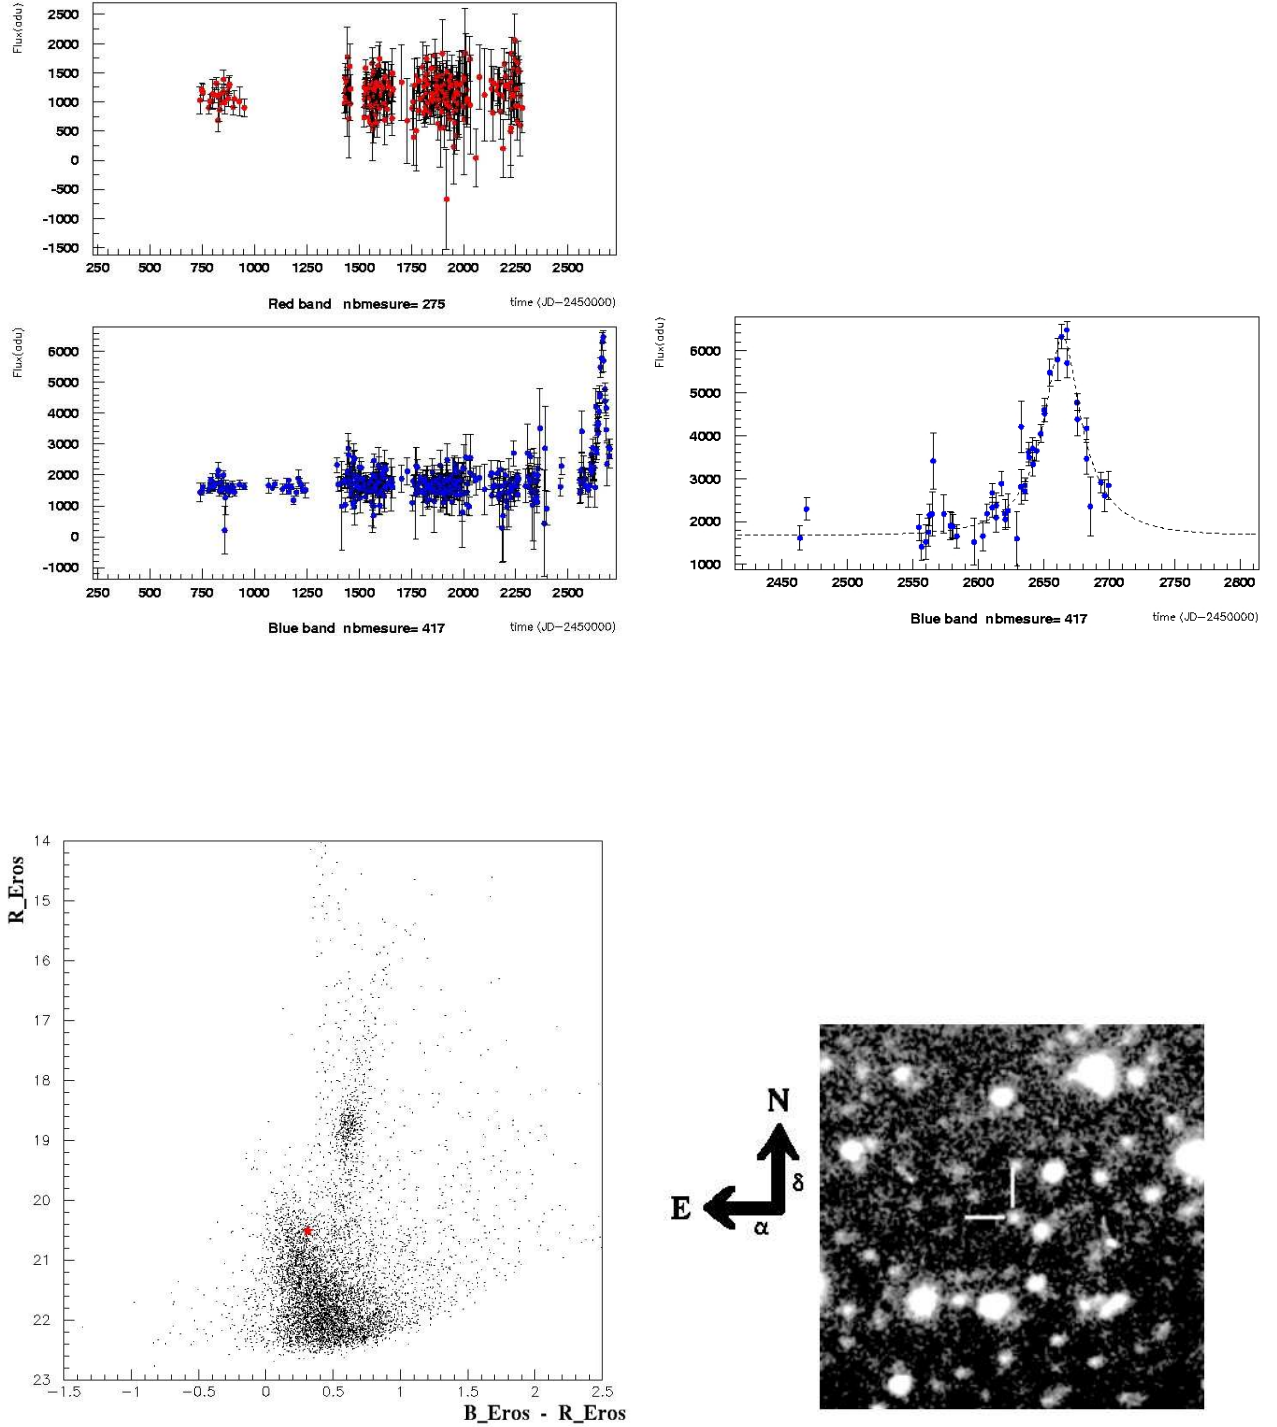 Flux(adu)
2500
2000
1500
1000
500
0
-500
-1000
-1500
250 500 750 1000 1250 1500 1750 2000 2250 2500
Red band nbmesure= 275 time (JD-2450000)
Flux(adu)
6000
5000
4000
3000
2000
1000
0
-1000
250 500 750 1000 1250 1500 1750 2000 2250 2500
Blue band nbmesure= 417 time (JD-2450000)
Flux(adu)
6000
5000
4000
3000
2000
1000
2450 2500 2550 2600 2650 2700 2750 2800
Blue band nbmesure= 417 time (JD-2450000)
R_Eros
14
15
16
17
18
19
20
21
22
23
-1.5 -1 -0.5 0 0.5 1 1.5 2 2.5
B_Eros - R_Eros
N
δ
E
α